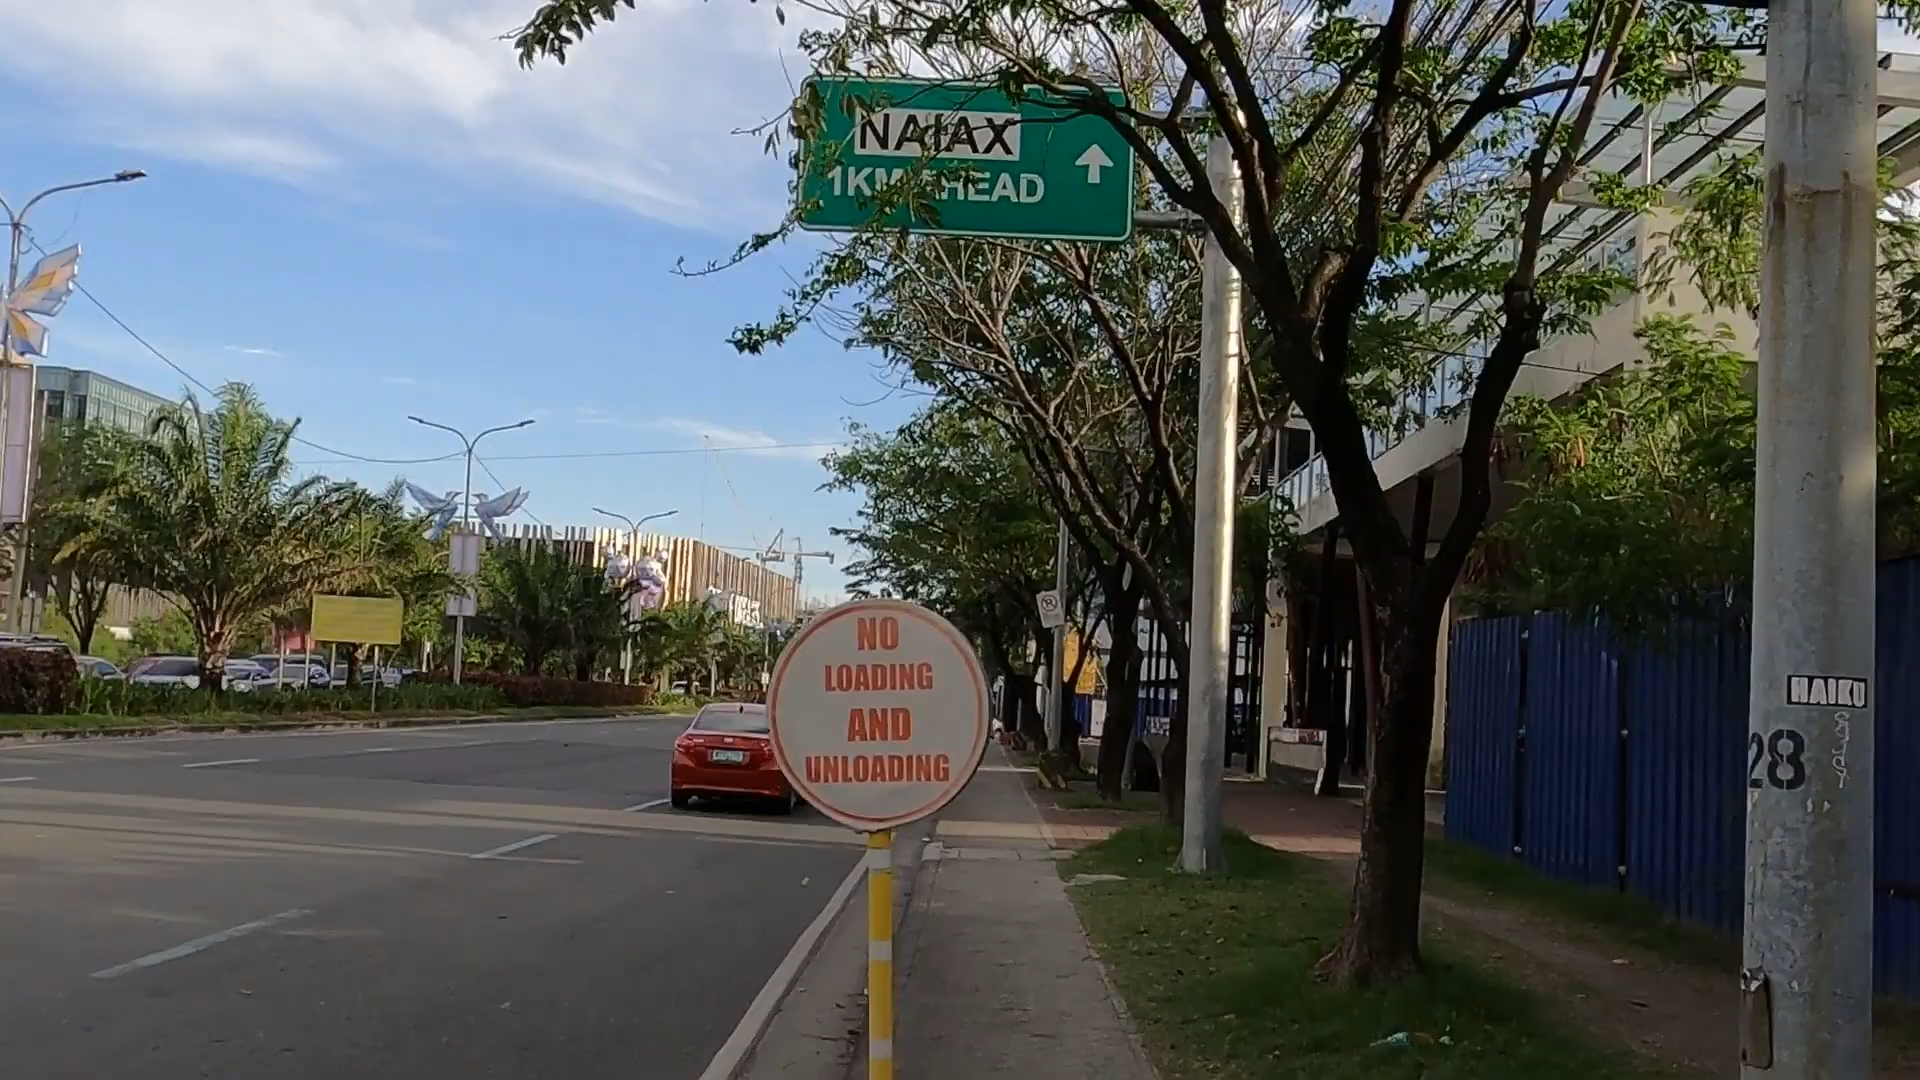 NAIAX
1KM AHEAD
NO
LOADING
AND
UNLOADING
HAIKU
28